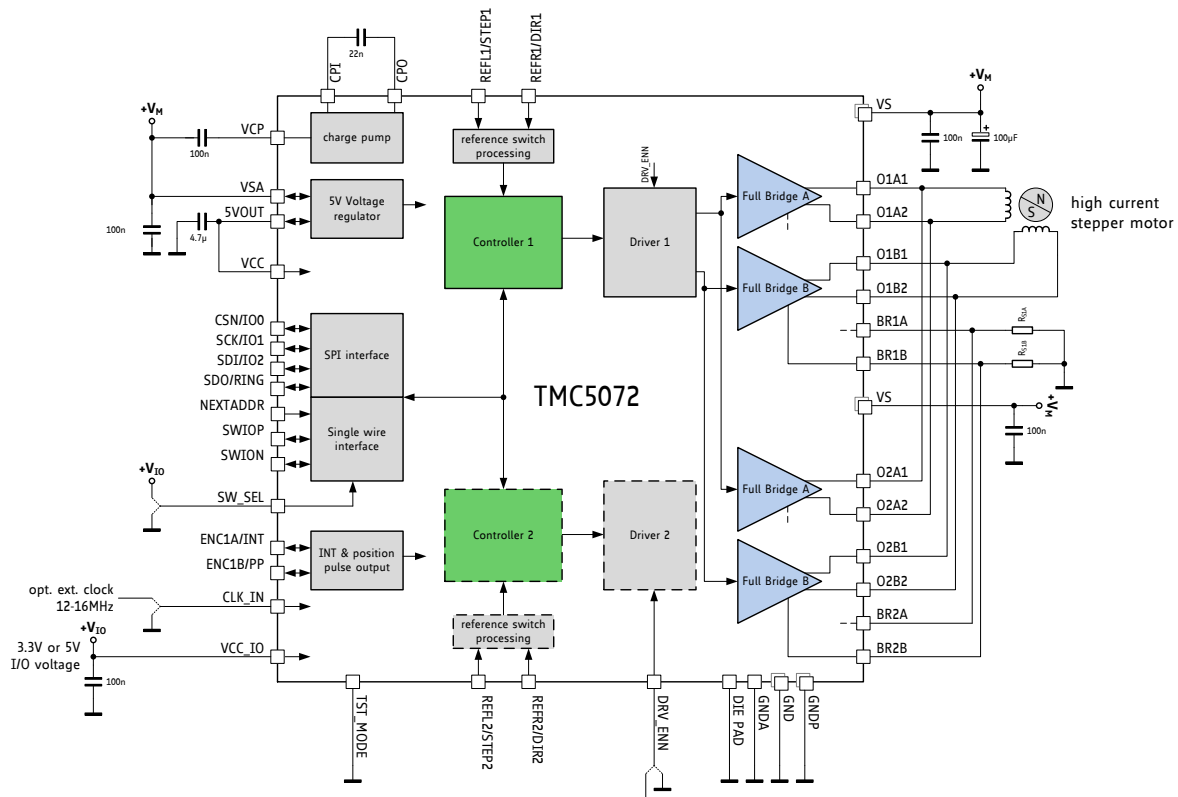 22n
CPI
CPO
REFL1/STEP1
REFR1/DIR1
+VM
VCP
100n
charge pump
reference switch
processing
VS
+VM
100n
+
100µF
VSA
5VOUT
100n
4.7µ
5V Voltage
regulator
VCC
Controller 1
DRV_ENN
Driver 1
Full Bridge A
Full Bridge B
O1A1
O1A2
O1B1
O1B2
BR1A
BR1B
N
S
high current
stepper motor
RS1A
RS1B
CSN/IO0
SCK/IO1
SDI/IO2
SDO/RING
NEXTADDR
SWIOP
SWION
SPI interface
Single wire
interface
TMC5072
VS
+VM
100n
+VIO
SW_SEL
Controller 2
Driver 2
Full Bridge A
Full Bridge B
O2A1
O2A2
O2B1
O2B2
BR2A
BR2B
ENC1A/INT
ENC1B/PP
INT & position
pulse output
opt. ext. clock
12-16MHz
CLK_IN
+VIO
3.3V or 5V
I/O voltage
VCC_IO
100n
reference switch
processing
TST_MODE
REFL2/STEP2
REFR2/DIR2
DRV_ENN
DIE PAD
GNDA
GND
GNDP